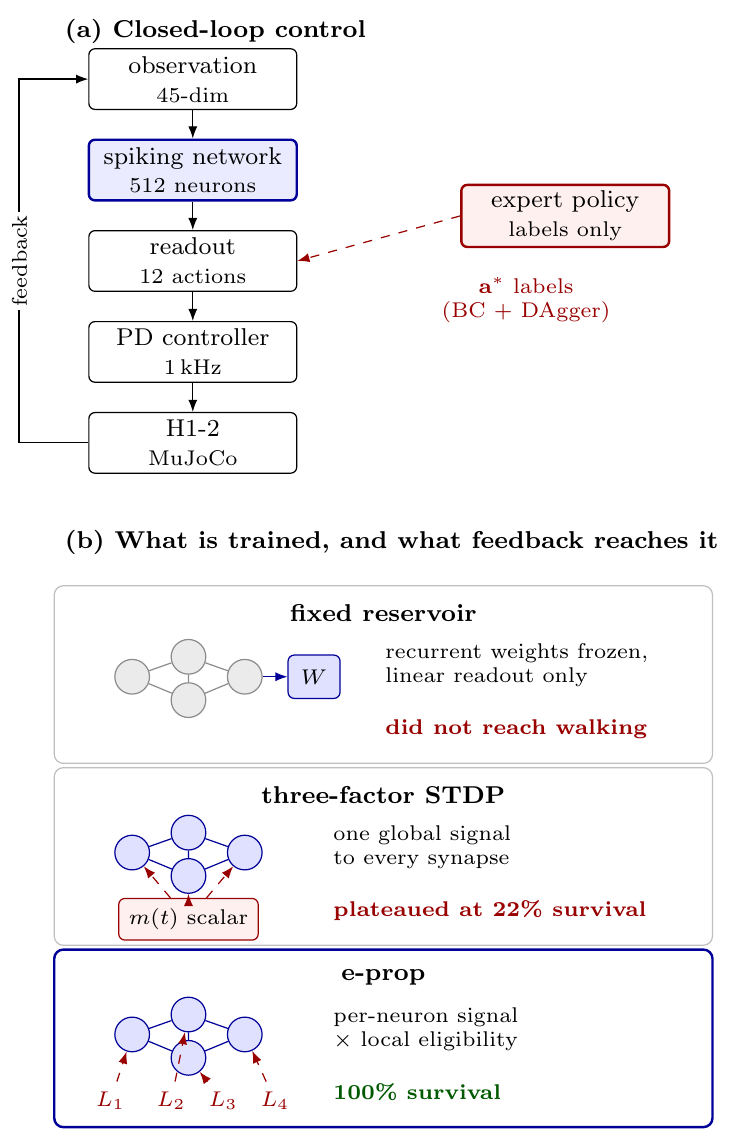 (a) Closed-loop control
observation
45-dim
spiking network
512 neurons
expert policy
labels only
readout
12 actions
feedback
a* labels
(BC + DAgger)
PD controller
1 kHz
H1-2
MuJoCo
(b) What is trained, and what feedback reaches it
fixed reservoir
recurrent weights frozen,
linear readout only
W
did not reach walking
three-factor STDP
one global signal
to every synapse
m(t) scalar
plateaued at 22% survival
e-prop
per-neuron signal
× local eligibility
L₁ L₂ L₃ L₄
100% survival